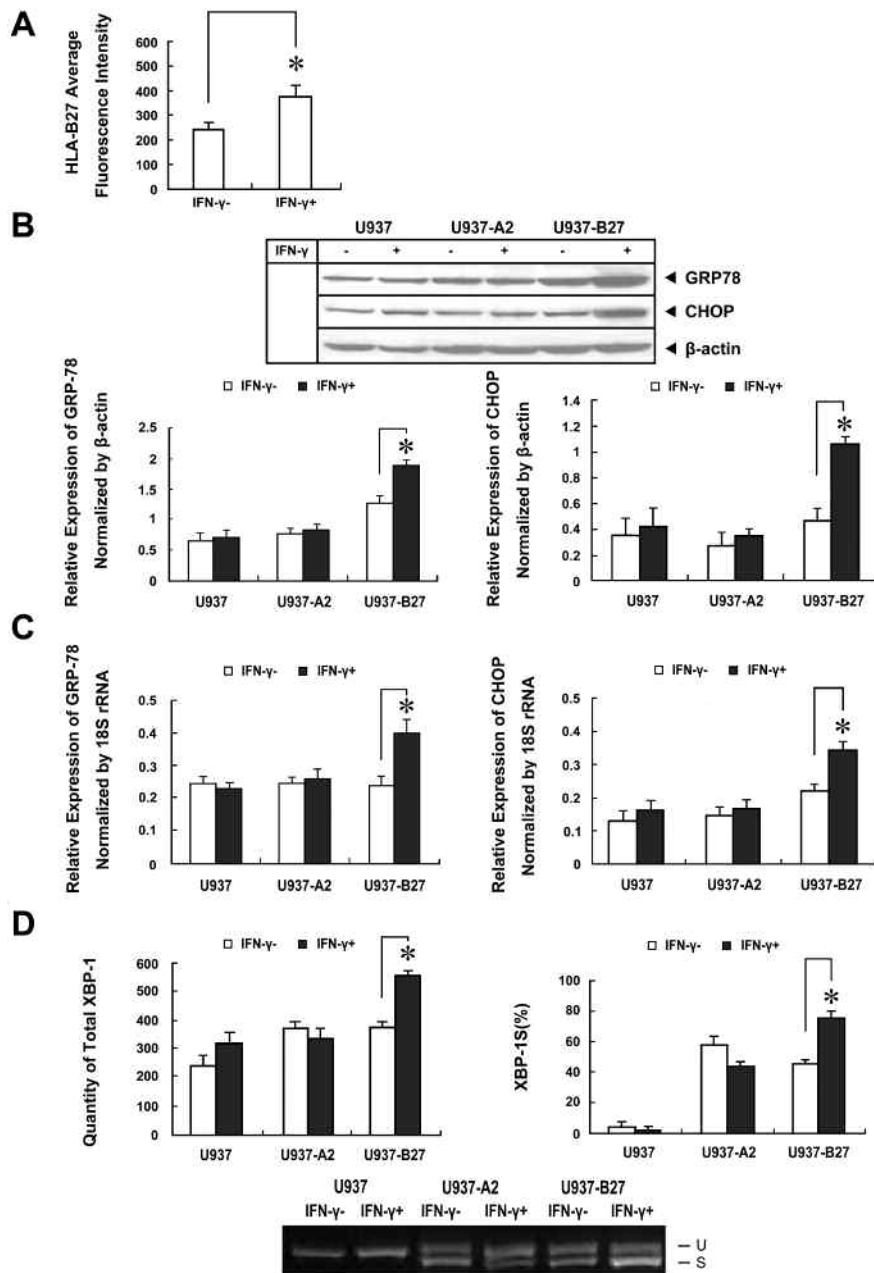 A
HLA-B27 Average
Fluorescence Intensity
600
500
400
300
200
100
0
*
IFN-γ-
IFN-γ+
B
U937 U937-A2 U937-B27
IFN-γ - + - + - +
GRP78
CHOP
β-actin
Relative Expression of GRP-78
Normalized by β-actin
IFN-γ- IFN-γ+
2.5
2
1.5
1
0.5
0
*
U937 U937-A2 U937-B27
Relative Expression of CHOP
Normalized by β-actin
IFN-γ- IFN-γ+
1.4
1.2
1
0.8
0.6
0.4
0.2
0
*
U937 U937-A2 U937-B27
C
Relative Expression of GRP-78
Normalized by 18S rRNA
IFN-γ- IFN-γ+
0.5
0.4
0.3
0.2
0.1
0
*
U937 U937-A2 U937-B27
Relative Expression of CHOP
Normalized by 18S rRNA
IFN-γ- IFN-γ+
0.5
0.4
0.3
0.2
0.1
0
*
U937 U937-A2 U937-B27
D
Quantity of Total XBP-1
IFN-γ- IFN-γ+
600
500
400
300
200
100
0
*
U937 U937-A2 U937-B27
XBP-1S(%)
IFN-γ- IFN-γ+
100
80
60
40
20
0
*
U937 U937-A2 U937-B27
U937 U937-A2 U937-B27
IFN-γ- IFN-γ+ IFN-γ- IFN-γ+ IFN-γ- IFN-γ+
– U
– S